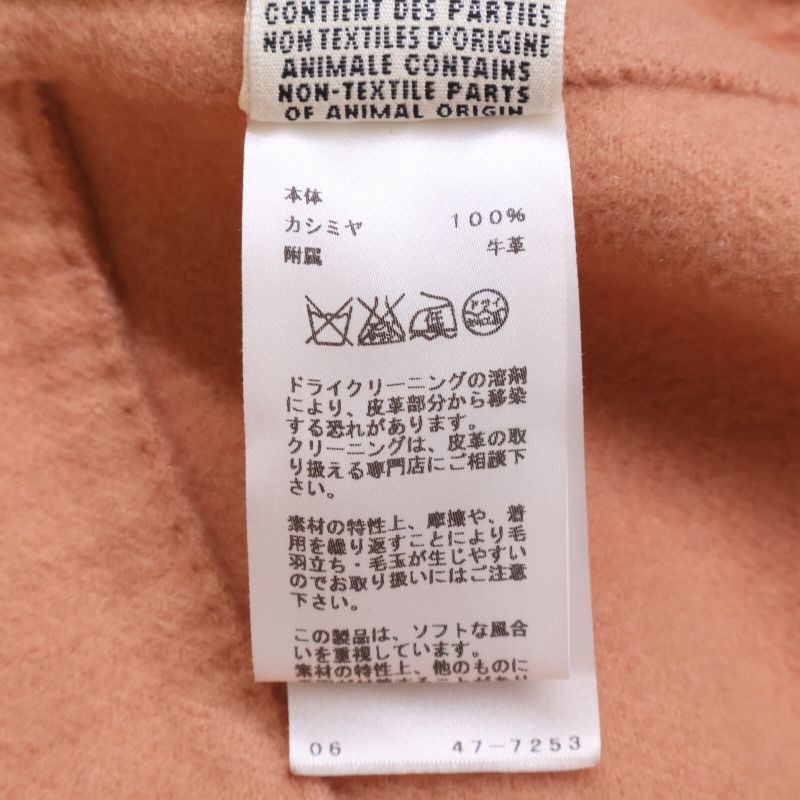 CONTIENT DES PARTIES
NON TEXTILES D'ORIGINE
ANIMALE CONTAINS
NON-TEXTILE PARTS
OF ANIMAL ORIGIN
本体
カシミヤ 100%
附属 牛革
ドライ
低
ドライクリーニングの溶剤
により、皮革部分から移染
する恐れがあります。
クリーニングは、皮革の取
り扱える専門店にご相談下
さい。
素材の特性上、摩擦や、着
用を繰り返すことにより毛
羽立ち・毛玉が生じやすい
のでお取り扱いにはご注意
下さい。
この製品は、ソフトな風合
いを重視しています。
素材の特性上、他のものに
06 47-7253